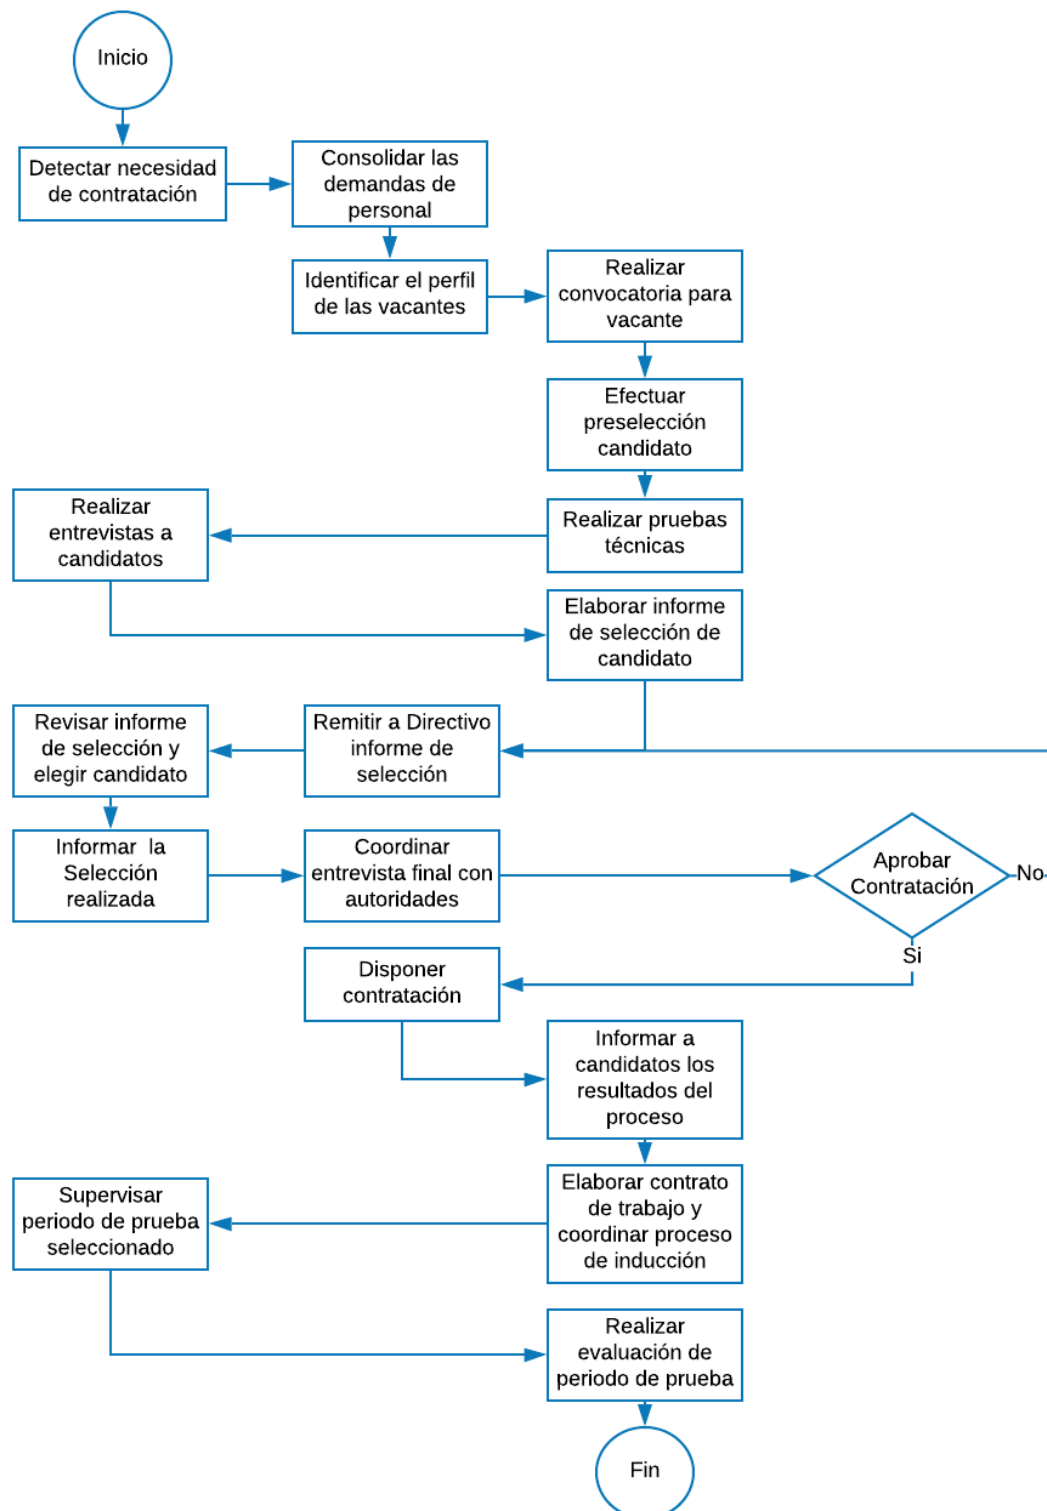 Inicio
Detectar necesidad
de contratación
Consolidar las
demandas de
personal
Identificar el perfil
de las vacantes
Realizar
convocatoria para
vacante
Efectuar
preselección
candidato
Realizar pruebas
técnicas
Realizar
entrevistas a
candidatos
Elaborar informe
de selección de
candidato
Remitir a Directivo
informe de
selección
Revisar informe
de selección y
elegir candidato
Informar la
Selección
realizada
Coordinar
entrevista final con
autoridades
Aprobar
Contratación
No
Si
Disponer
contratación
Informar a
candidatos los
resultados del
proceso
Elaborar contrato
de trabajo y
coordinar proceso
de inducción
Supervisar
periodo de prueba
seleccionado
Realizar
evaluación de
periodo de prueba
Fin